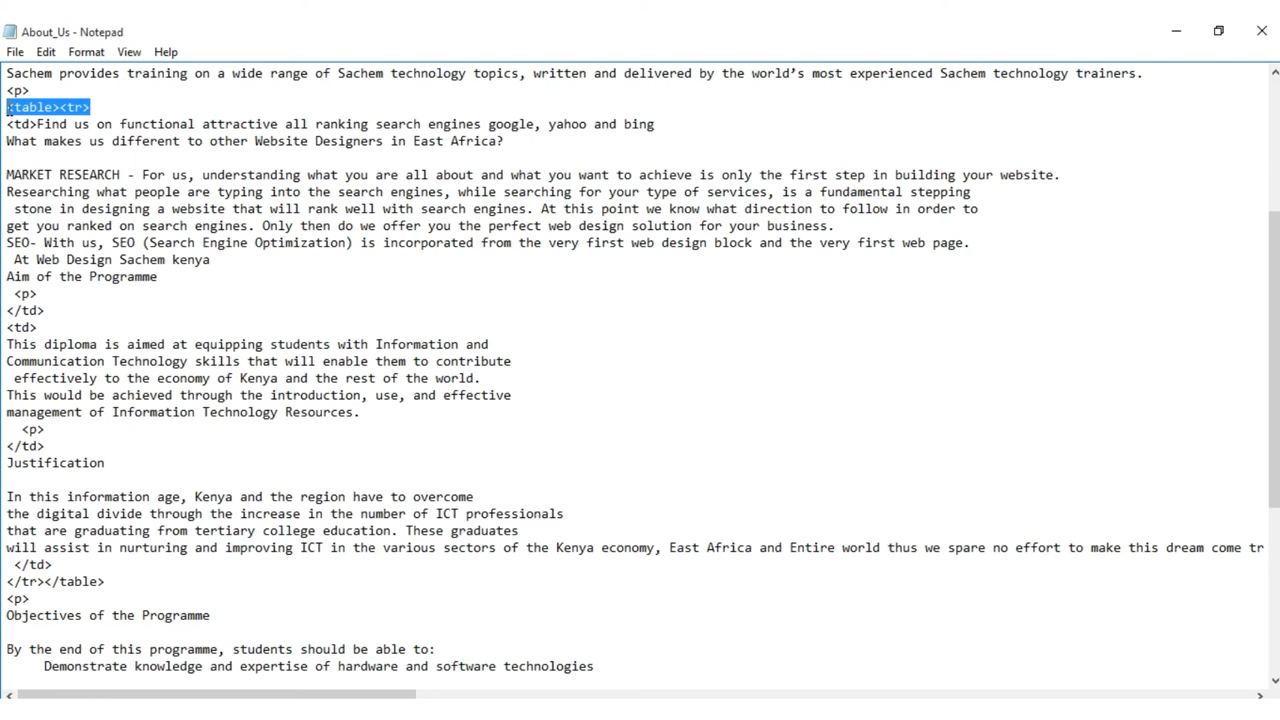 About_Us - Notepad
File Edit Format View Help
Sachem provides training on a wide range of Sachem technology topics, written and delivered by the world’s most experienced Sachem technology trainers.
<p>
<table><tr>
<td>Find us on functional attractive all ranking search engines google, yahoo and bing
What makes us different to other Website Designers in East Africa?
MARKET RESEARCH - For us, understanding what you are all about and what you want to achieve is only the first step in building your website.
Researching what people are typing into the search engines, while searching for your type of services, is a fundamental stepping
stone in designing a website that will rank well with search engines. At this point we know what direction to follow in order to
get you ranked on search engines. Only then do we offer you the perfect web design solution for your business.
SEO- With us, SEO (Search Engine Optimization) is incorporated from the very first web design block and the very first web page.
At Web Design Sachem kenya
Aim of the Programme
<p>
</td>
<td>
This diploma is aimed at equipping students with Information and
Communication Technology skills that will enable them to contribute
effectively to the economy of Kenya and the rest of the world.
This would be achieved through the introduction, use, and effective
management of Information Technology Resources.
<p>
</td>
Justification
In this information age, Kenya and the region have to overcome
the digital divide through the increase in the number of ICT professionals
that are graduating from tertiary college education. These graduates
will assist in nurturing and improving ICT in the various sectors of the Kenya economy, East Africa and Entire world thus we spare no effort to make this dream come tr
</td>
</tr></table>
<p>
Objectives of the Programme
By the end of this programme, students should be able to:
Demonstrate knowledge and expertise of hardware and software technologies